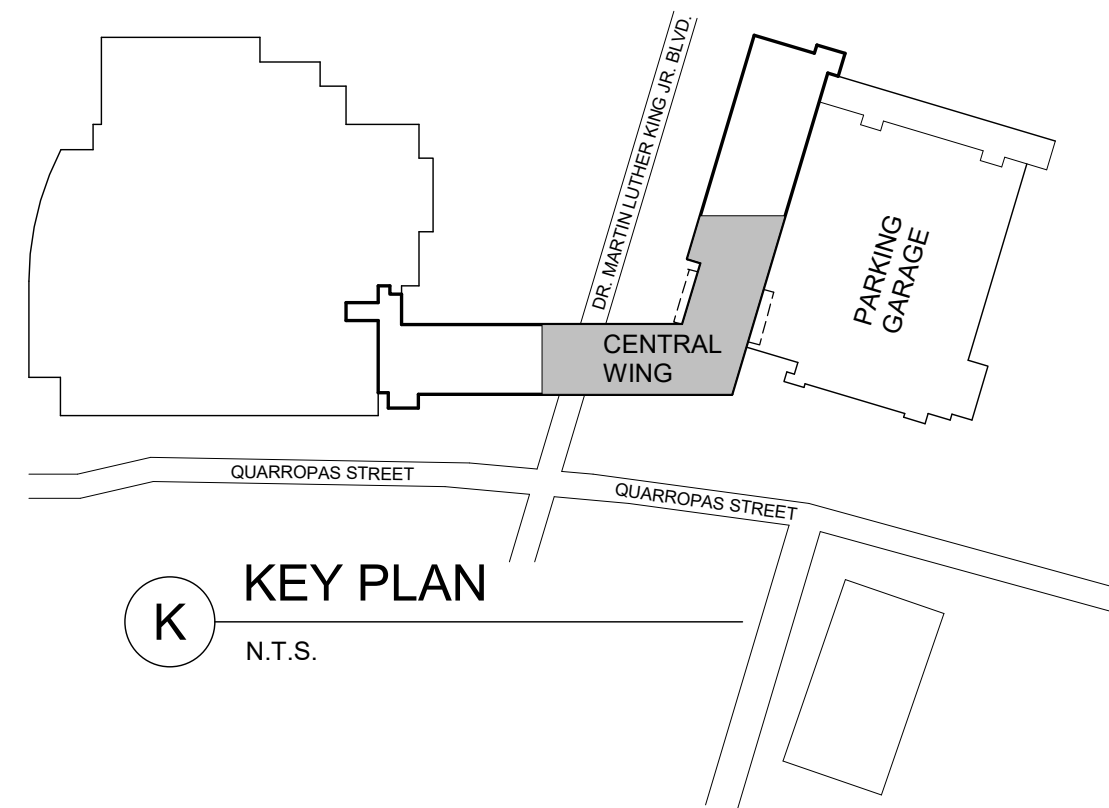 DR. MARTIN LUTHER KING JR. BLVD.
PARKING
GARAGE
CENTRAL
WING
QUARROPAS STREET
QUARROPAS STREET
K
KEY PLAN
N.T.S.